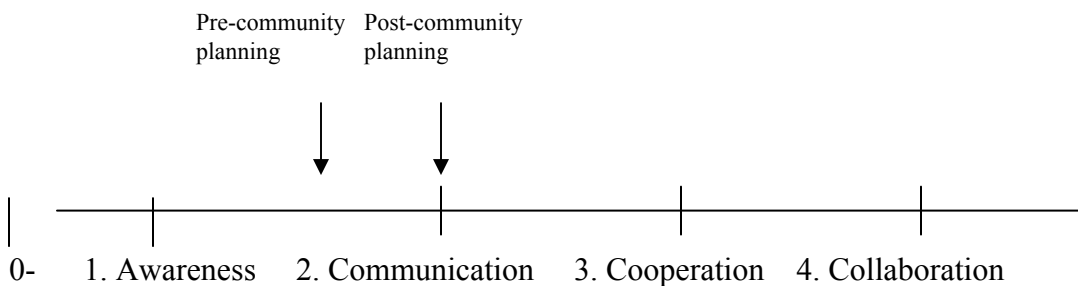 Pre-community Post-community
planning planning
0- 1. Awareness 2. Communication 3. Cooperation 4. Collaboration